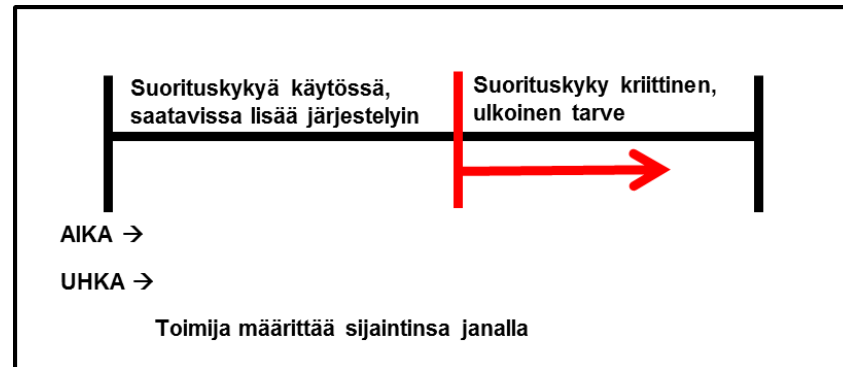 Suorituskykyä käytössä,
saatavissa lisää järjestelyin
Suorituskyky kriittinen,
ulkoinen tarve
AIKA →
UHKA →
Toimija määrittää sijaintinsa janalla